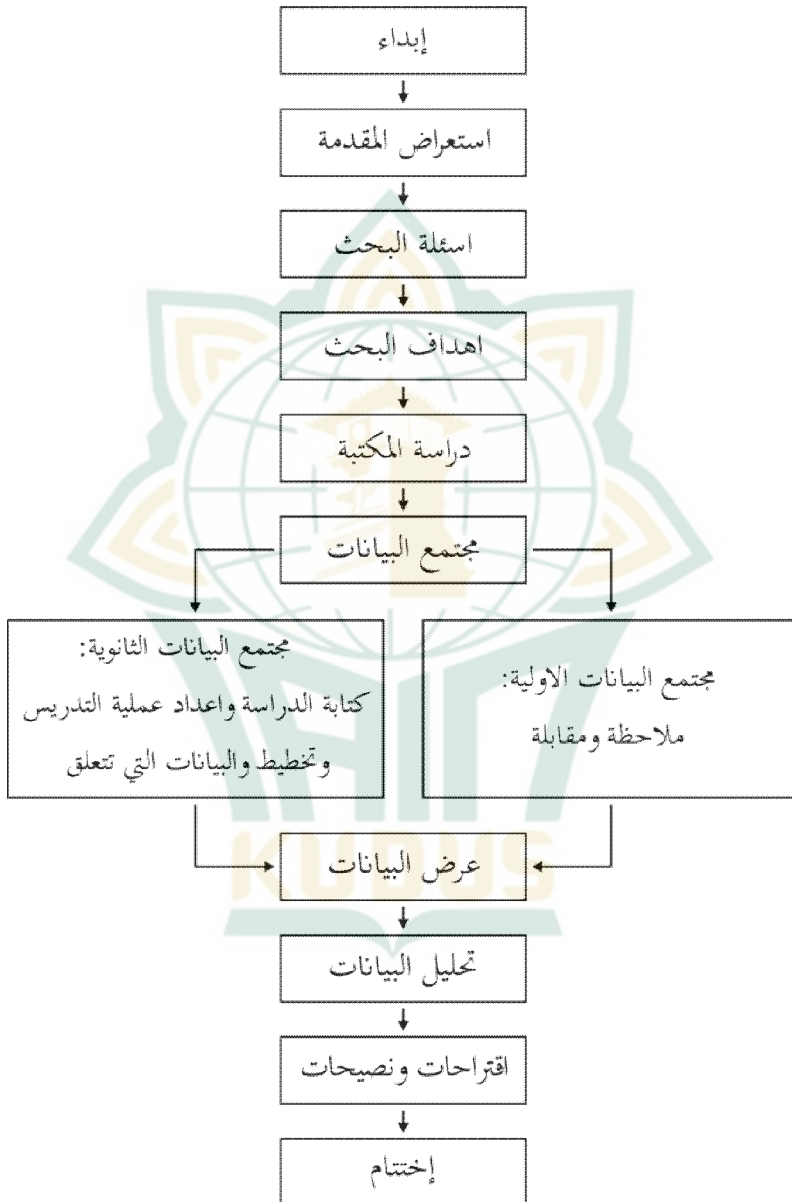 إبداء
استعراض المقدمة
اسئلة البحث
اهداف البحث
دراسة المكتبة
مجتمع البيانات
مجتمع البيانات الاولية:
ملاحظة ومقابلة
مجتمع البيانات الثانوية:
كتابة الدراسة واعداد عملية التدريس
وتخطيط والبيانات التي تتعلق
عرض البيانات
تحليل البيانات
اقتراحات ونصيحات
إختتام
KUDUS